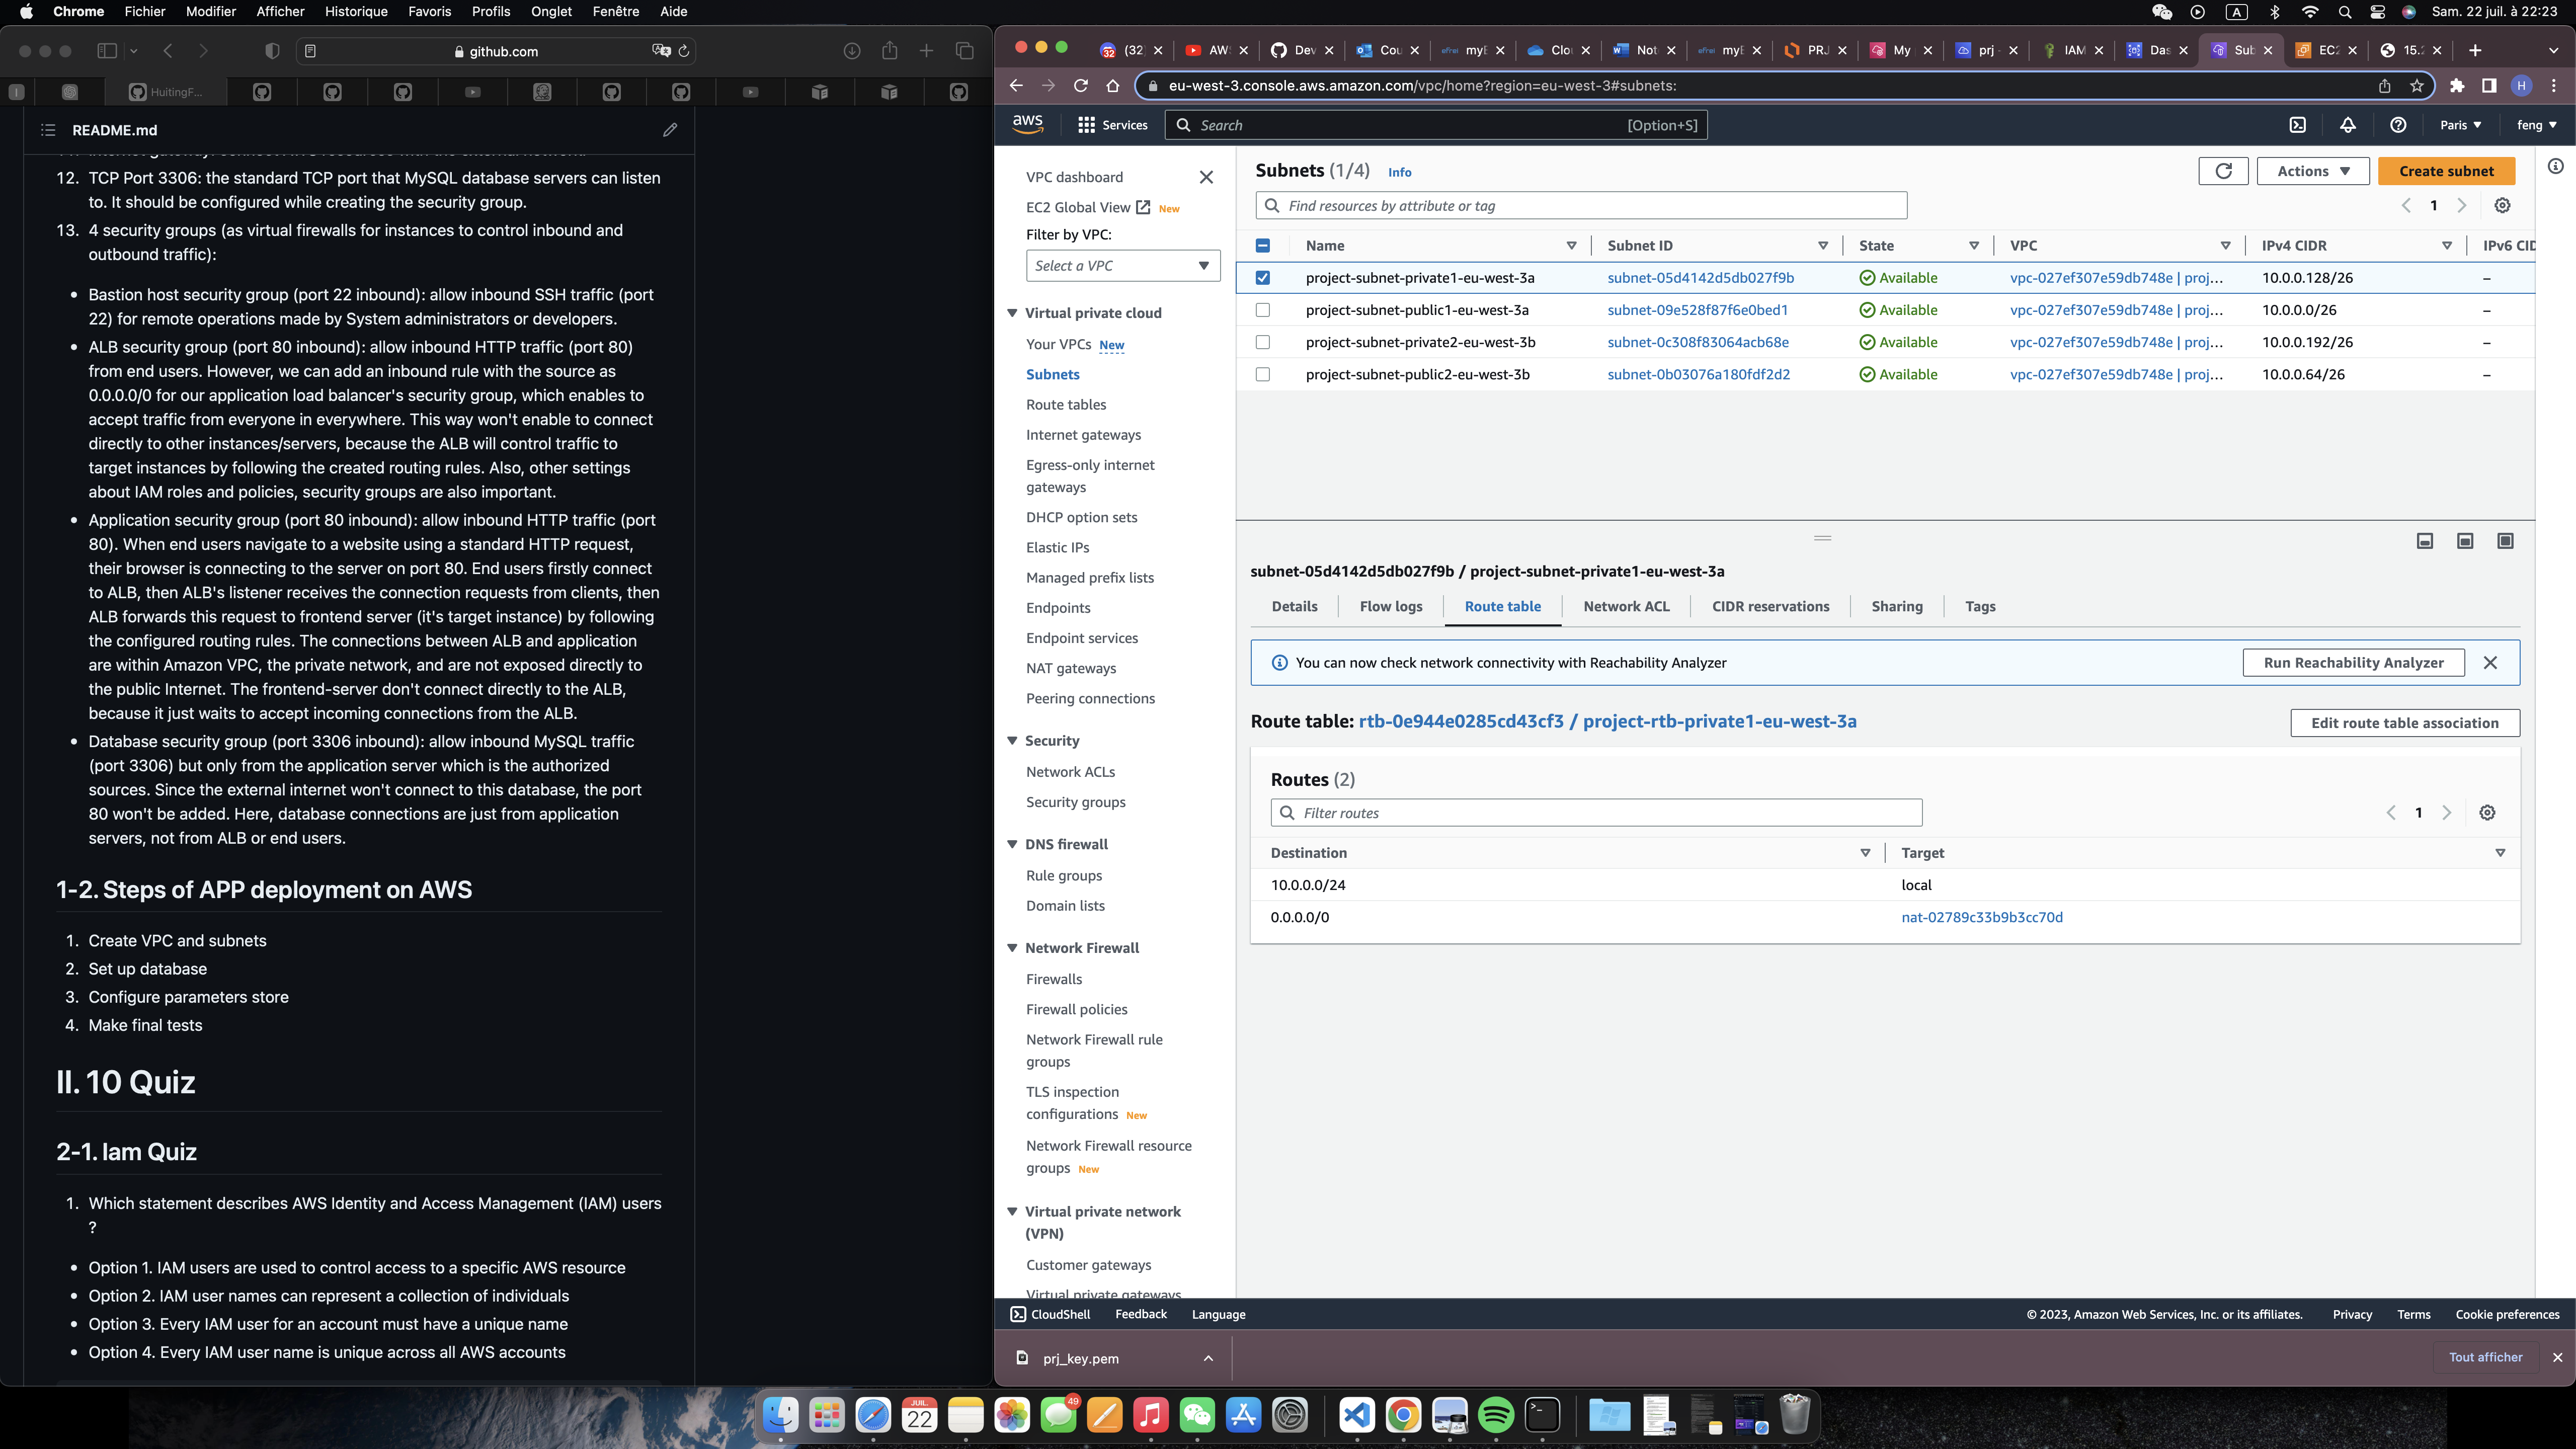 Chrome Fichier Modifier Afficher Historique Favoris Profils Onglet Fenêtre Aide
A Sam. 22 juil. à 22:23
github.com
HuitingF...
README.md
12. TCP Port 3306: the standard TCP port that MySQL database servers can listen
to. It should be configured while creating the security group.
13. 4 security groups (as virtual firewalls for instances to control inbound and
outbound traffic):
• Bastion host security group (port 22 inbound): allow inbound SSH traffic (port
22) for remote operations made by System administrators or developers.
• ALB security group (port 80 inbound): allow inbound HTTP traffic (port 80)
from end users. However, we can add an inbound rule with the source as
0.0.0.0/0 for our application load balancer's security group, which enables to
accept traffic from everyone in everywhere. This way won't enable to connect
directly to other instances/servers, because the ALB will control traffic to
target instances by following the created routing rules. Also, other settings
about IAM roles and policies, security groups are also important.
• Application security group (port 80 inbound): allow inbound HTTP traffic (port
80). When end users navigate to a website using a standard HTTP request,
their browser is connecting to the server on port 80. End users firstly connect
to ALB, then ALB's listener receives the connection requests from clients, then
ALB forwards this request to frontend server (it's target instance) by following
the configured routing rules. The connections between ALB and application
are within Amazon VPC, the private network, and are not exposed directly to
the public Internet. The frontend-server don't connect directly to the ALB,
because it just waits to accept incoming connections from the ALB.
• Database security group (port 3306 inbound): allow inbound MySQL traffic
(port 3306) but only from the application server which is the authorized
sources. Since the external internet won't connect to this database, the port
80 won't be added. Here, database connections are just from application
servers, not from ALB or end users.
1-2. Steps of APP deployment on AWS
1. Create VPC and subnets
2. Set up database
3. Configure parameters store
4. Make final tests
II. 10 Quiz
2-1. Iam Quiz
1. Which statement describes AWS Identity and Access Management (IAM) users
?
• Option 1. IAM users are used to control access to a specific AWS resource
• Option 2. IAM user names can represent a collection of individuals
• Option 3. Every IAM user for an account must have a unique name
• Option 4. Every IAM user name is unique across all AWS accounts
32 (32) AW Dev Cou efrei myE Clo Not efrei myE PRJ My prj IAM Das Sub EC2 15.
eu-west-3.console.aws.amazon.com/vpc/home?region=eu-west-3#subnets:
H
aws Services Search [Option+S] Paris feng
VPC dashboard
EC2 Global View New
Filter by VPC:
Select a VPC
Virtual private cloud
Your VPCs New
Subnets
Route tables
Internet gateways
Egress-only internet
gateways
DHCP option sets
Elastic IPs
Managed prefix lists
Endpoints
Endpoint services
NAT gateways
Peering connections
Security
Network ACLs
Security groups
DNS firewall
Rule groups
Domain lists
Network Firewall
Firewalls
Firewall policies
Network Firewall rule
groups
TLS inspection
configurations New
Network Firewall resource
groups New
Virtual private network
(VPN)
Customer gateways
Virtual private gateways
Subnets (1/4) Info
Actions
Create subnet
Find resources by attribute or tag
1
Name Subnet ID State VPC IPv4 CIDR IPv6 CID
project-subnet-private1-eu-west-3a subnet-05d4142d5db027f9b Available vpc-027ef307e59db748e | proj... 10.0.0.128/26 –
project-subnet-public1-eu-west-3a subnet-09e528f87f6e0bed1 Available vpc-027ef307e59db748e | proj... 10.0.0.0/26 –
project-subnet-private2-eu-west-3b subnet-0c308f83064acb68e Available vpc-027ef307e59db748e | proj... 10.0.0.192/26 –
project-subnet-public2-eu-west-3b subnet-0b03076a180fdf2d2 Available vpc-027ef307e59db748e | proj... 10.0.0.64/26 –
subnet-05d4142d5db027f9b / project-subnet-private1-eu-west-3a
Details Flow logs Route table Network ACL CIDR reservations Sharing Tags
You can now check network connectivity with Reachability Analyzer
Run Reachability Analyzer
Route table: rtb-0e944e0285cd43cf3 / project-rtb-private1-eu-west-3a
Edit route table association
Routes (2)
Filter routes
1
Destination Target
10.0.0.0/24 local
0.0.0.0/0 nat-02789c33b9b3cc70d
CloudShell Feedback Language
© 2023, Amazon Web Services, Inc. or its affiliates. Privacy Terms Cookie preferences
prj_key.pem
Tout afficher
JUIL.
22
49